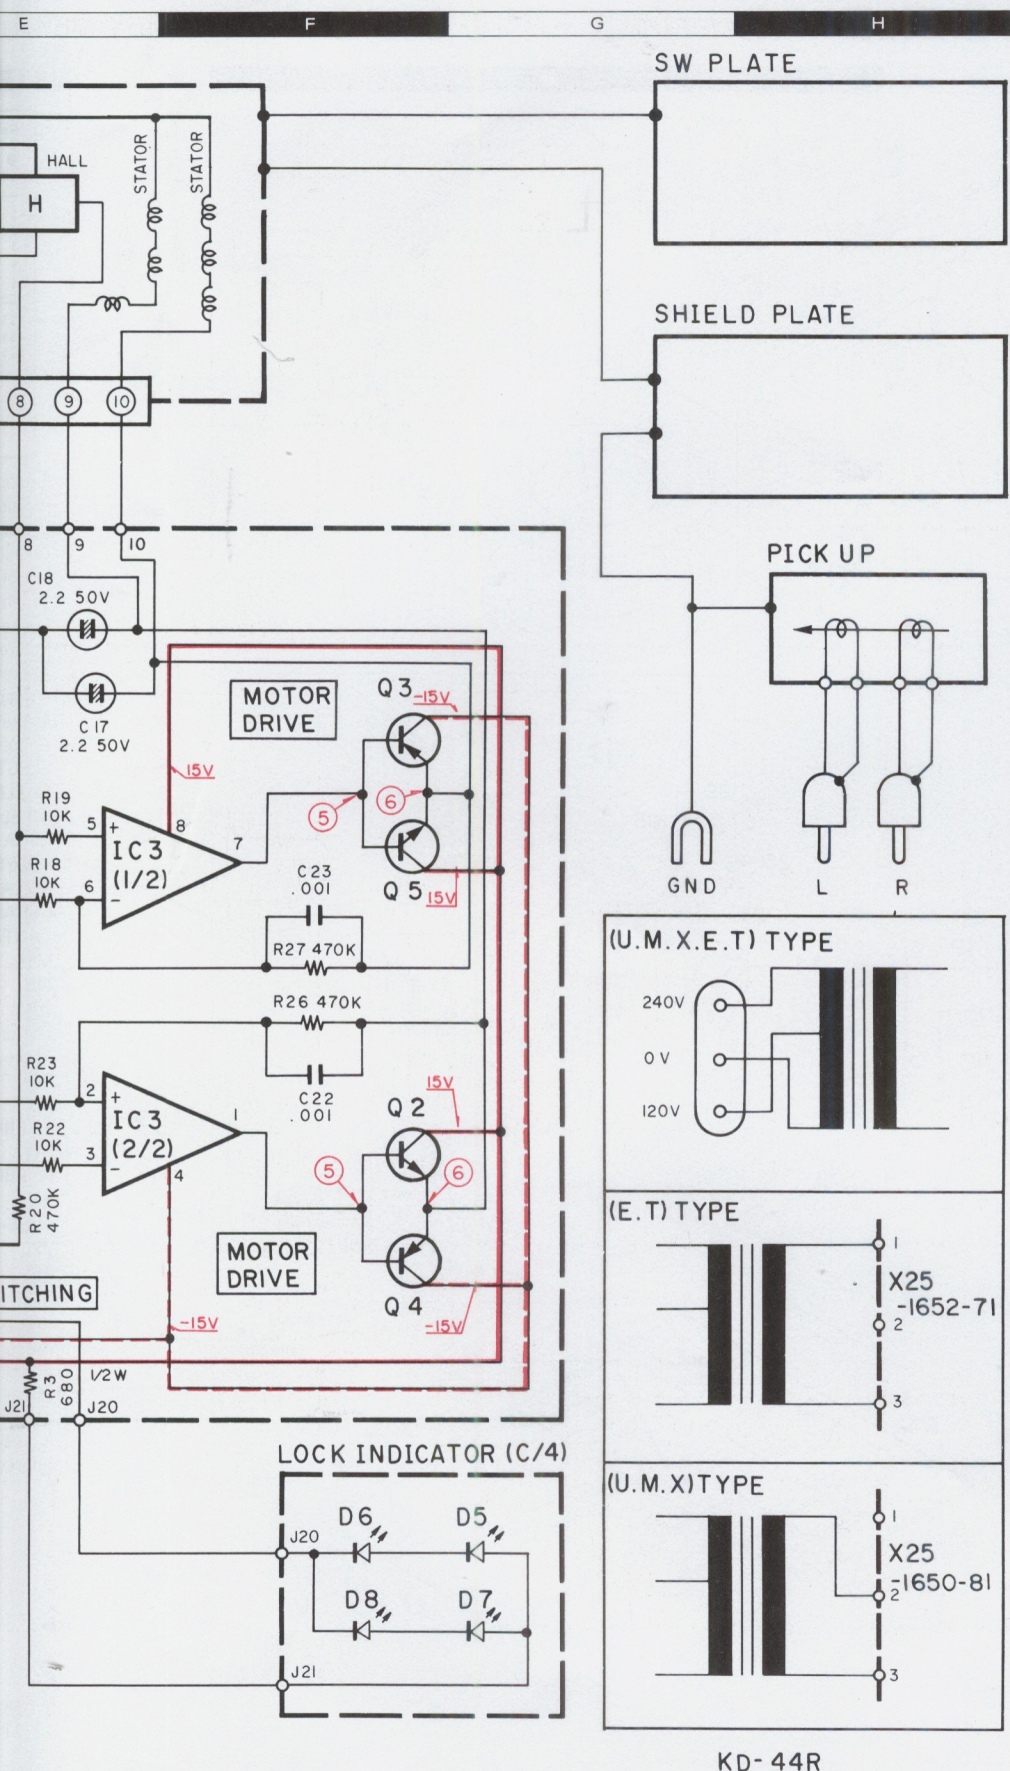 E F G H
SW PLATE
HALL
H
STATOR
STATOR
SHIELD PLATE
8 9 10
8 9 10
PICK UP
C18
2.2 50V
C17
2.2 50V
MOTOR
DRIVE
Q3
-15V
15V
R19
10K
5
+
8
7
IC3
(1/2)
R18
10K
6
-
5
6
Q5
15V
C23
.001
R27 470K
GND
L
R
(U.M.X.E.T) TYPE
240V
0V
120V
R26 470K
C22
.001
R23
10K
2
+
1
IC3
(2/2)
R22
10K
3
-
4
15V
Q2
5
6
R20
470K
MOTOR
DRIVE
Q4
-15V
-15V
ITCHING
(E.T) TYPE
1
X25
-1652-71
2
3
R3
680
1/2W
J21
J20
LOCK INDICATOR (C/4)
J20
D6
D5
D8
D7
J21
(U.M.X)TYPE
1
X25
-1650-81
2
3
KD-44R